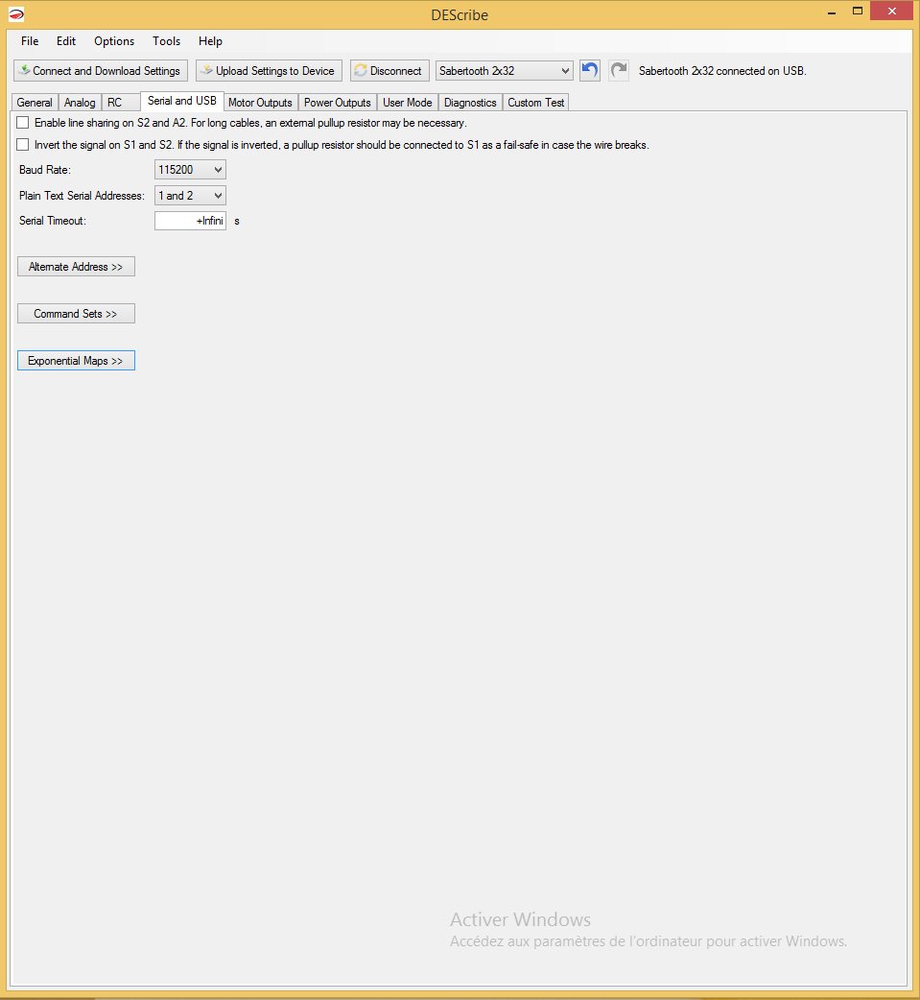 DEScribe
File Edit Options Tools Help
Connect and Download Settings Upload Settings to Device Disconnect Sabertooth 2x32 Sabertooth 2x32 connected on USB.
General Analog RC Serial and USB Motor Outputs Power Outputs User Mode Diagnostics Custom Test
Enable line sharing on S2 and A2. For long cables, an external pullup resistor may be necessary.
Invert the signal on S1 and S2. If the signal is inverted, a pullup resistor should be connected to S1 as a fail-safe in case the wire breaks.
Baud Rate: 115200
Plain Text Serial Addresses: 1 and 2
Serial Timeout: +Infini s
Alternate Address >>
Command Sets >>
Exponential Maps >>
Activer Windows
Accédez aux paramètres de l'ordinateur pour activer Windows.